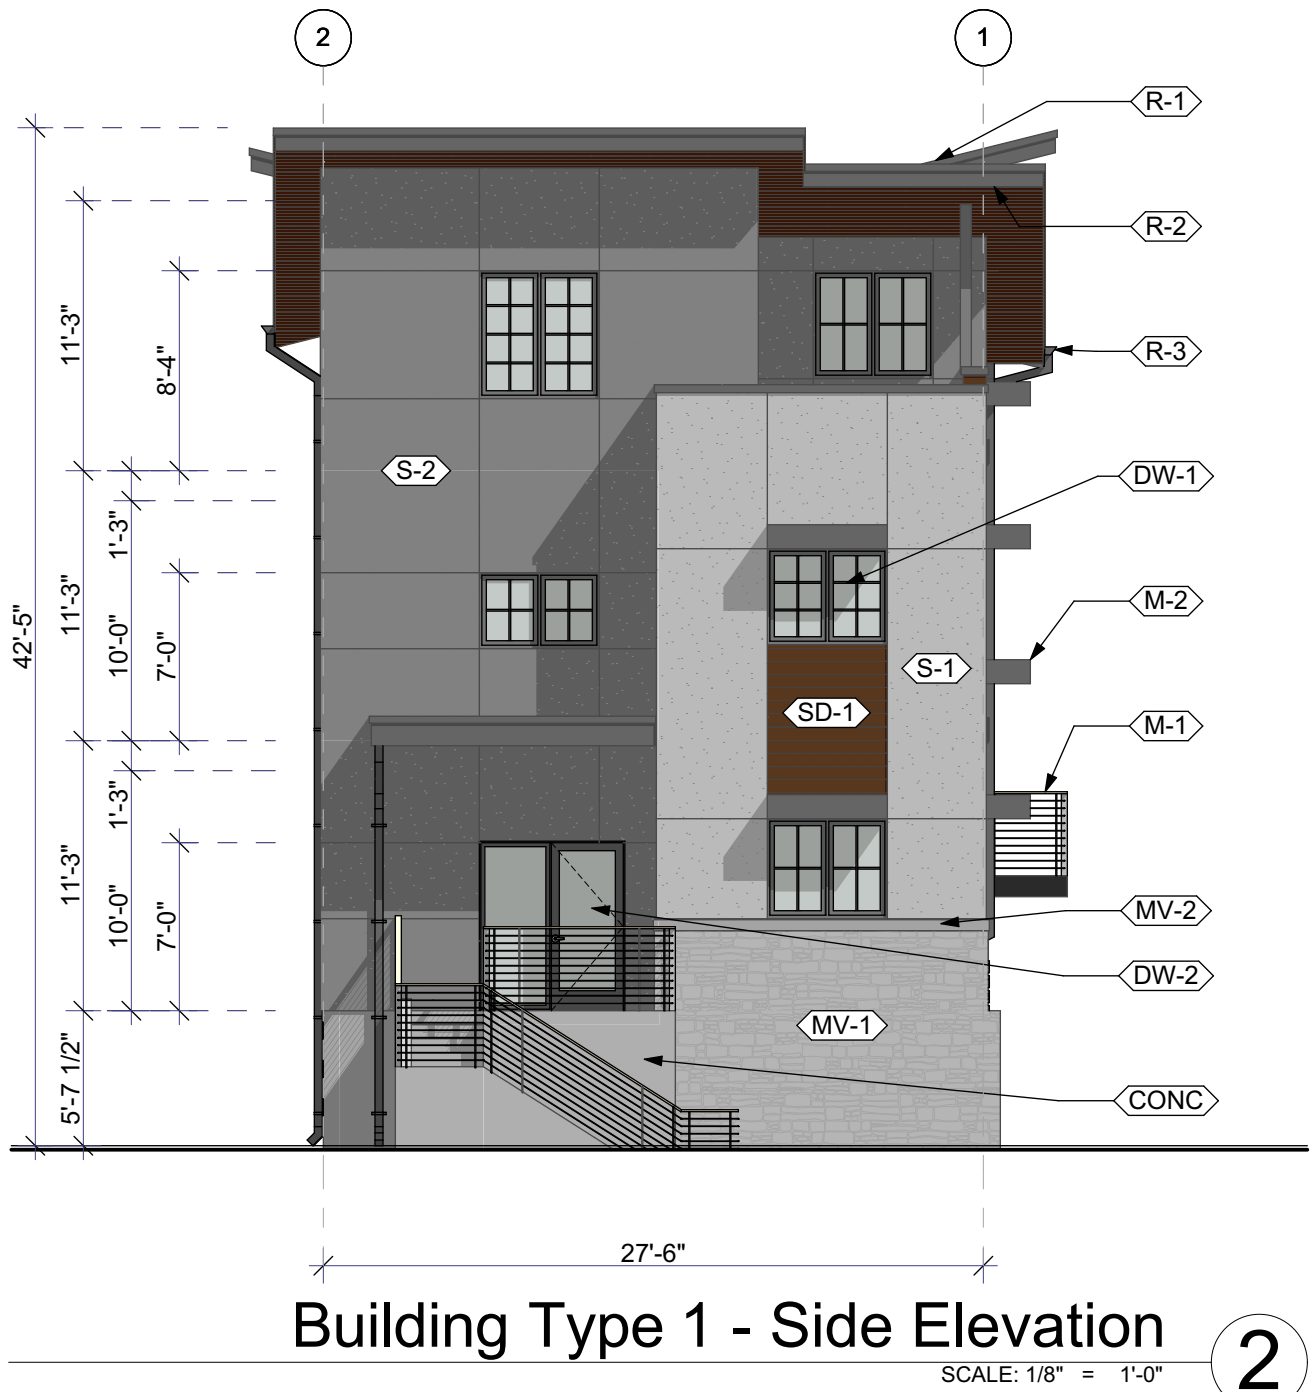 2
1
R-1
R-2
R-3
DW-1
M-2
M-1
MV-2
DW-2
CONC
S-2
S-1
SD-1
MV-1
42'-5"
11'-3"
8'-4"
1'-3"
11'-3"
10'-0"
7'-0"
1'-3"
11'-3"
10'-0"
7'-0"
5'-7 1/2"
27'-6"
Building Type 1 - Side Elevation
2
SCALE: 1/8" = 1'-0"